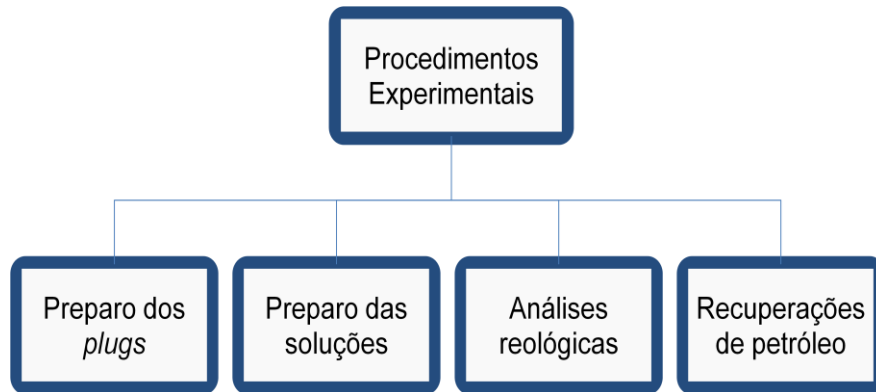 Procedimentos
Experimentais
Preparo dos
plugs
Preparo das
soluções
Análises
reológicas
Recuperações
de petróleo